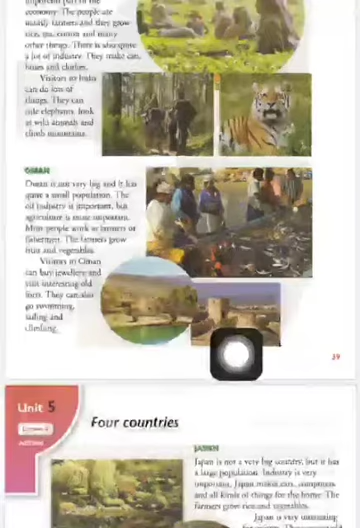 important part of the
economy. The people are
mainly farmers and they grow
rice, tea, cotton and many
other things. There is also quite
a lot of industry. They make cars,
buses and clothes.
Visitors to India
can do lots of
things. They can
ride elephants, look
at wild animals and
climb mountains.
OMAN
Oman is not very big and it has
quite a small population. The
oil industry is important, but
agriculture is more important.
Most people work as farmers or
fishermen. The farmers grow
fruit and vegetables.
Visitors to Oman
can buy jewellery and
visit interesting old
forts. They can also
go swimming,
sailing and
climbing.
39
Unit 5
Four countries
JAPAN
Japan is not a very big country, but it has
a large population. Industry is very
important. Japan makes cars, computers
and all kinds of things for the home. The
farmers grow rice and vegetables.
Japan is very interesting